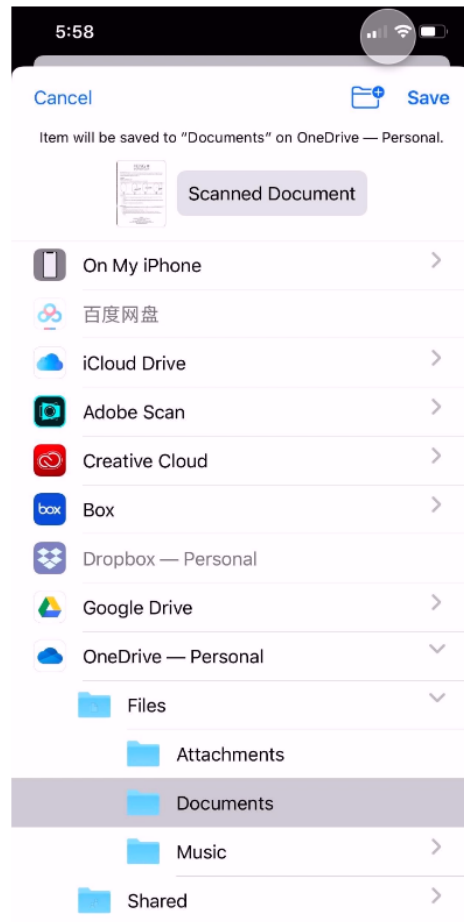 5:58
Cancel
Save
Item will be saved to “Documents” on OneDrive — Personal.
Scanned Document
On My iPhone
百度网盘
iCloud Drive
Adobe Scan
Creative Cloud
box
Box
Dropbox — Personal
Google Drive
OneDrive — Personal
Files
Attachments
Documents
Music
Shared